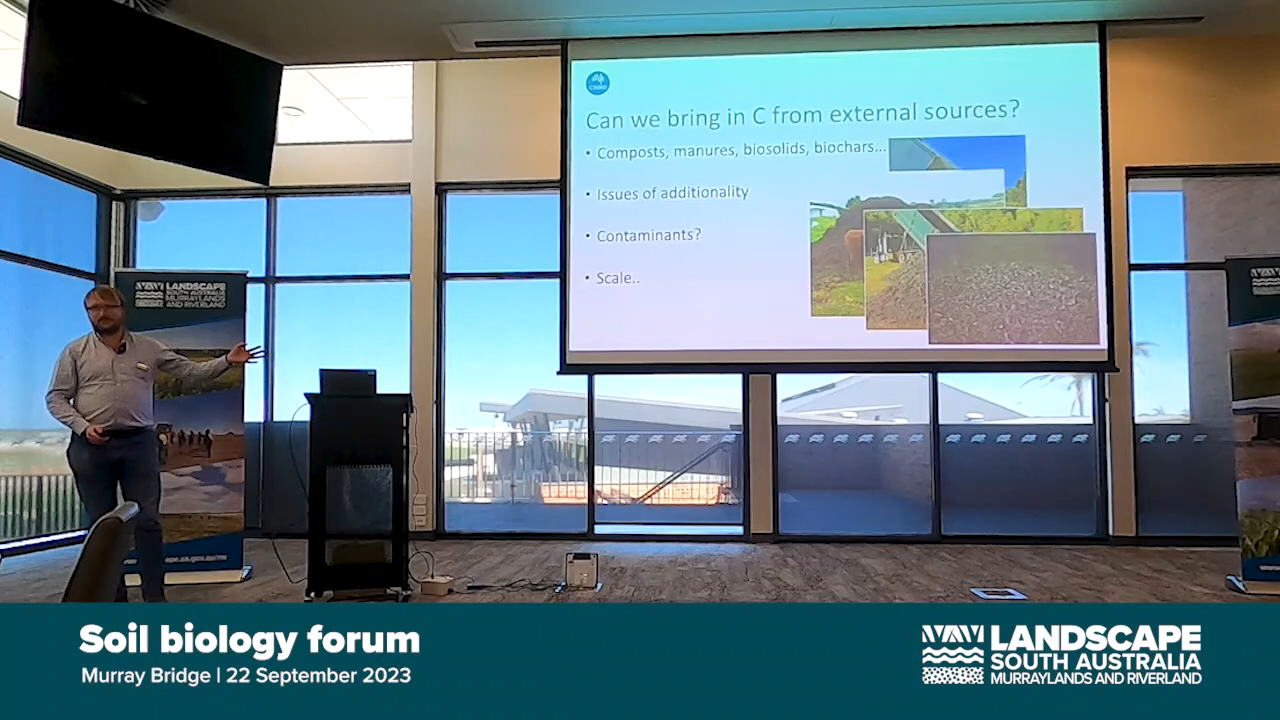 CSIRO
Can we bring in C from external sources?
• Composts, manures, biosolids, biochars...
• Issues of additionality
• Contaminants?
• Scale..
LANDSCAPE
SOUTH AUSTRALIA
MURRAYLANDS
AND RIVERLAND
Soil biology forum
Murray Bridge | 22 September 2023
LANDSCAPE
SOUTH AUSTRALIA
MURRAYLANDS AND RIVERLAND